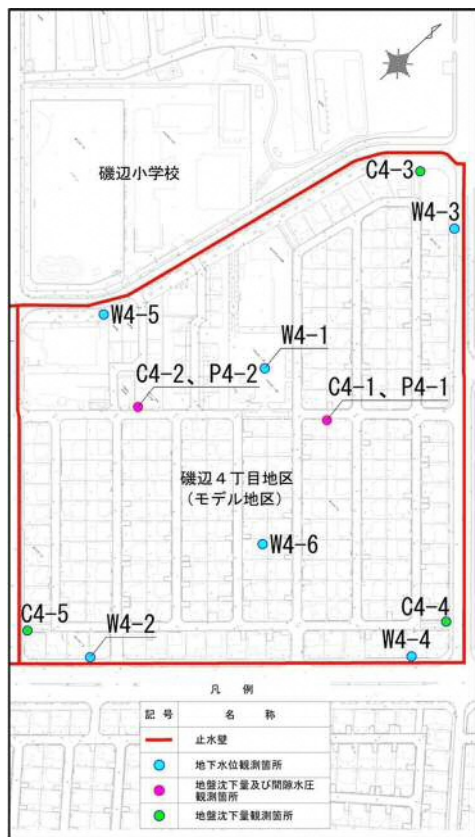 磯辺小学校
C4-3
W4-3
W4-5
W4-1
C4-2、P4-2
C4-1、P4-1
磯辺４丁目地区
（モデル地区）
W4-6
C4-5
C4-4
W4-2
W4-4
凡 例
記 号 名 称
止水壁
地下水位観測箇所
地盤沈下量及び間隙水圧
観測箇所
地盤沈下量観測箇所